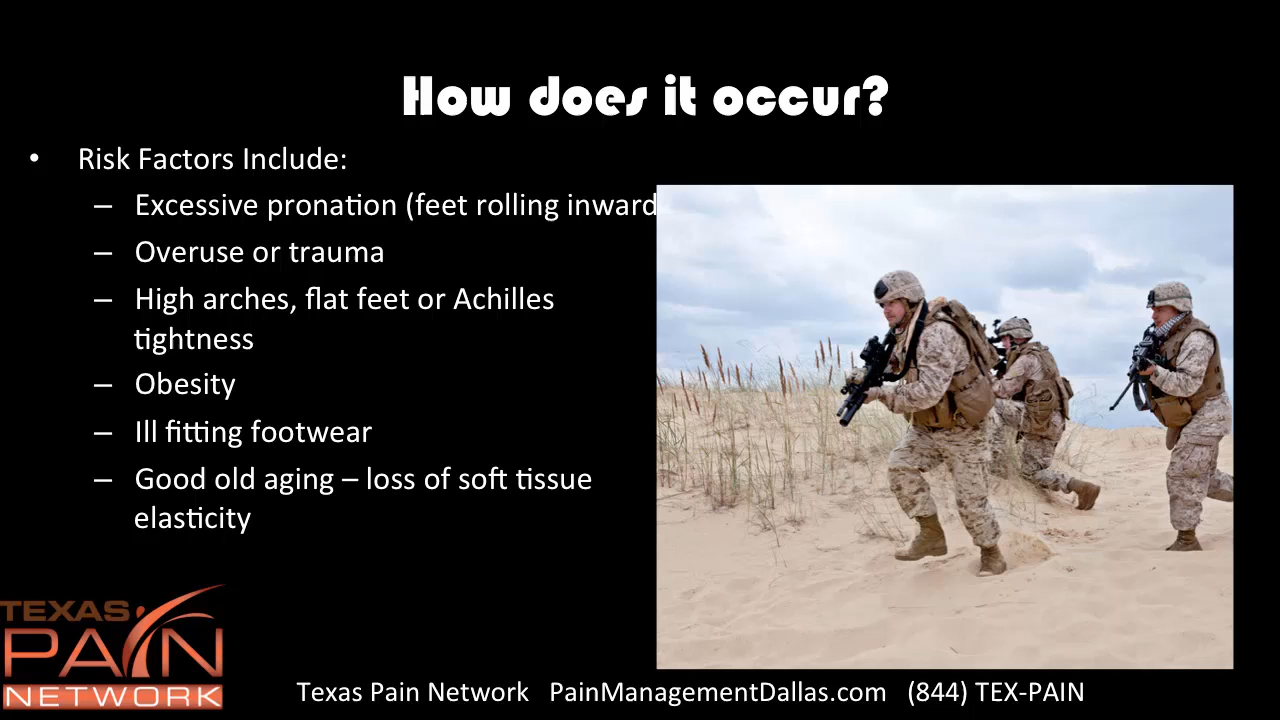 How does it occur?
• Risk Factors Include:
– Excessive pronation (feet rolling inward
– Overuse or trauma
– High arches, flat feet or Achilles
tightness
– Obesity
– Ill fitting footwear
– Good old aging – loss of soft tissue
elasticity
TEXAS
PAIN
NETWORK
Texas Pain Network PainManagementDallas.com (844) TEX-PAIN